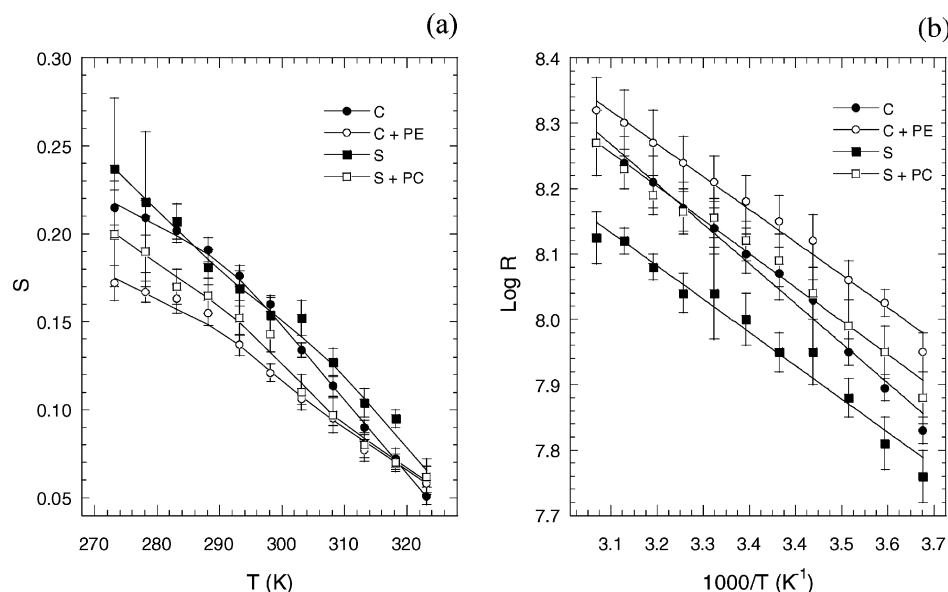 (a)
S
0.30
0.25
0.20
0.15
0.10
0.05
270 280 290 300 310 320
T (K)
C
C + PE
S
S + PC
(b)
Log R
8.4
8.3
8.2
8.1
8.0
7.9
7.8
7.7
3.1 3.2 3.3 3.4 3.5 3.6 3.7
1000/T (K⁻¹)
C
C + PE
S
S + PC